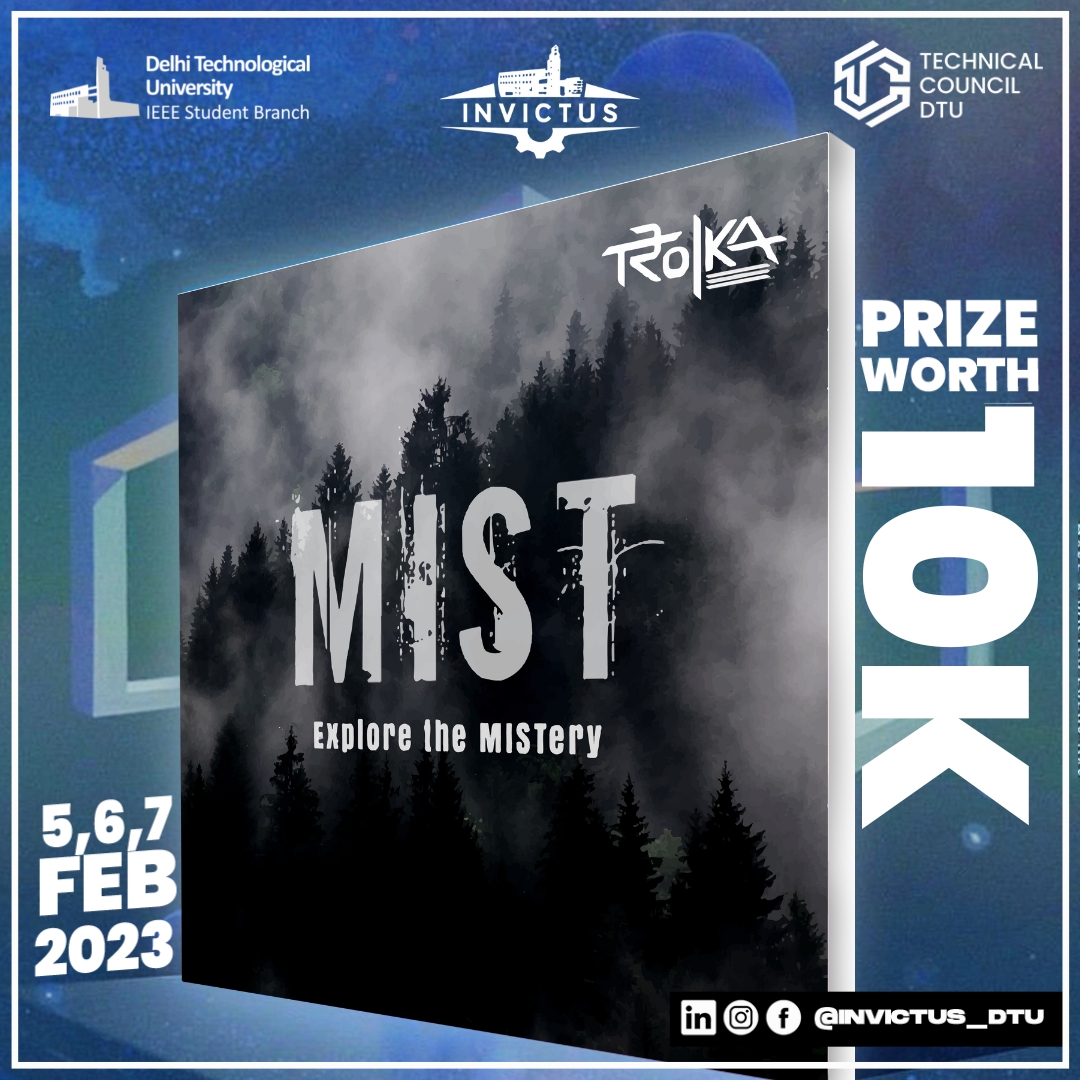 Delhi Technological
University
IEEE Student Branch
INVICTUS
TECHNICAL
COUNCIL
DTU
TROIKA
PRIZE
WORTH
10K
MIST
Explore the MISTery
5,6,7
FEB
2023
@INVICTUS_DTU